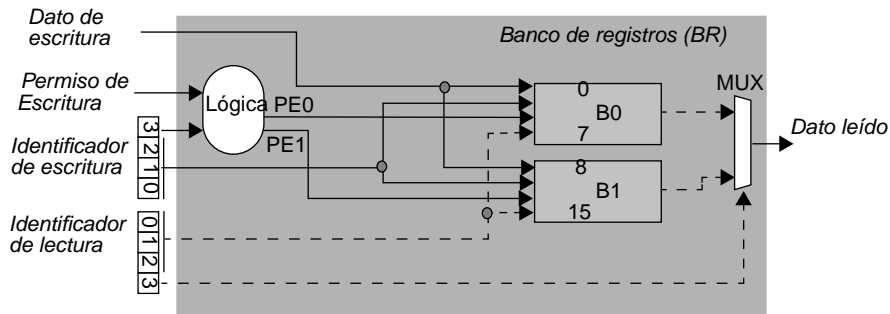 Dato de
escritura
Banco de registros (BR)
Permiso de
Escritura
Lógica
PE0
PE1
0
B0
7
MUX
Dato leído
3
2
1
0
Identificador
de escritura
8
B1
15
Identificador
de lectura
0
1
2
3